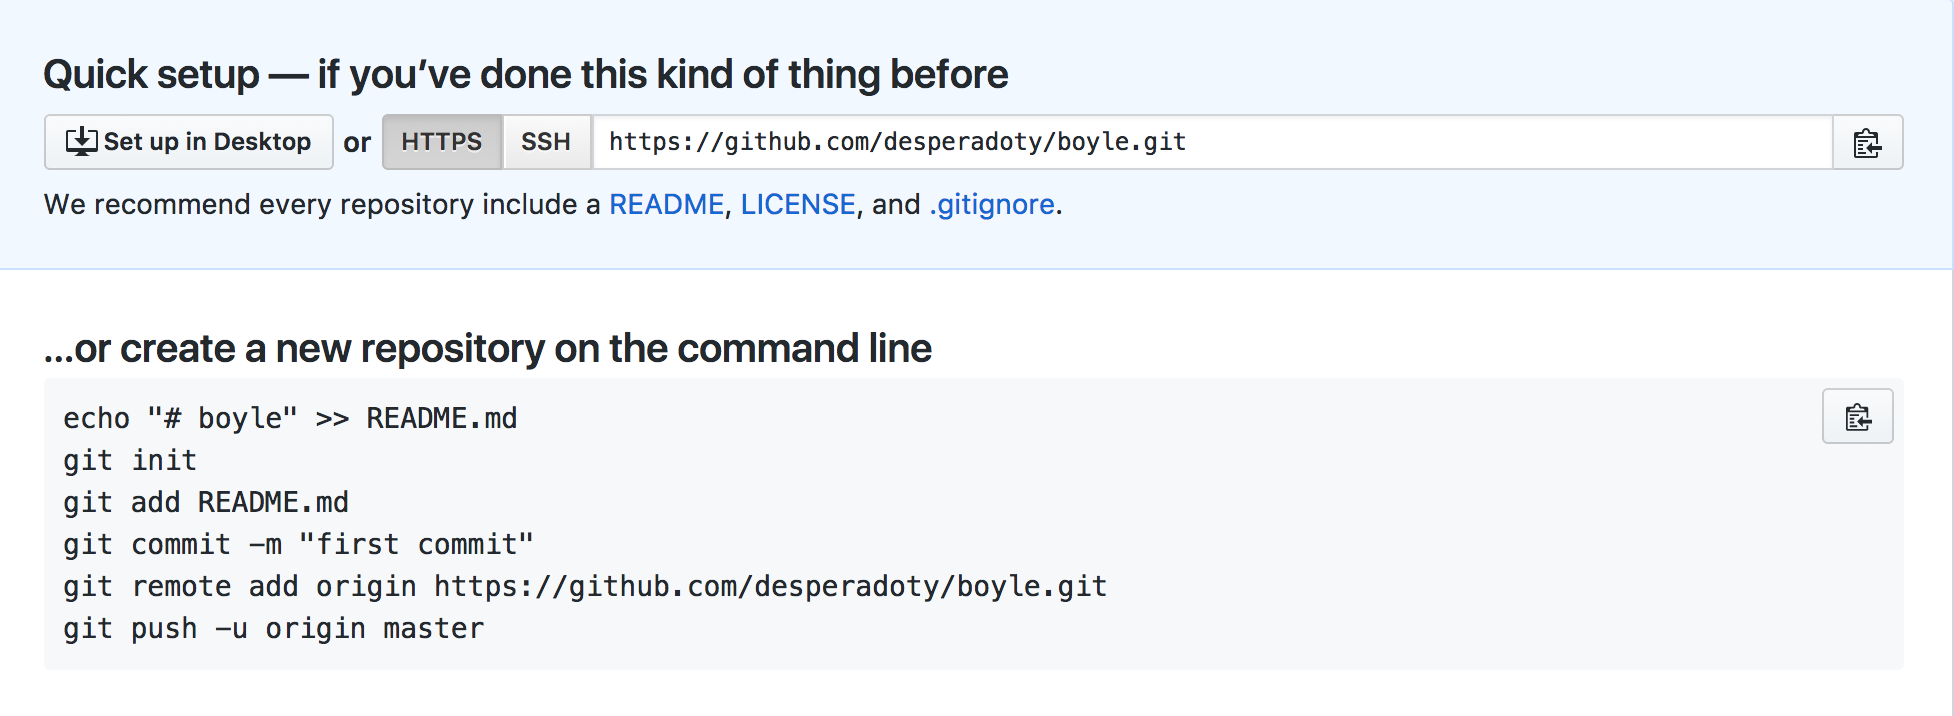 Quick setup — if you’ve done this kind of thing before
Set up in Desktop or HTTPS SSH https://github.com/desperadoty/boyle.git
We recommend every repository include a README, LICENSE, and .gitignore.
…or create a new repository on the command line
echo "# boyle" >> README.md
git init
git add README.md
git commit -m "first commit"
git remote add origin https://github.com/desperadoty/boyle.git
git push -u origin master